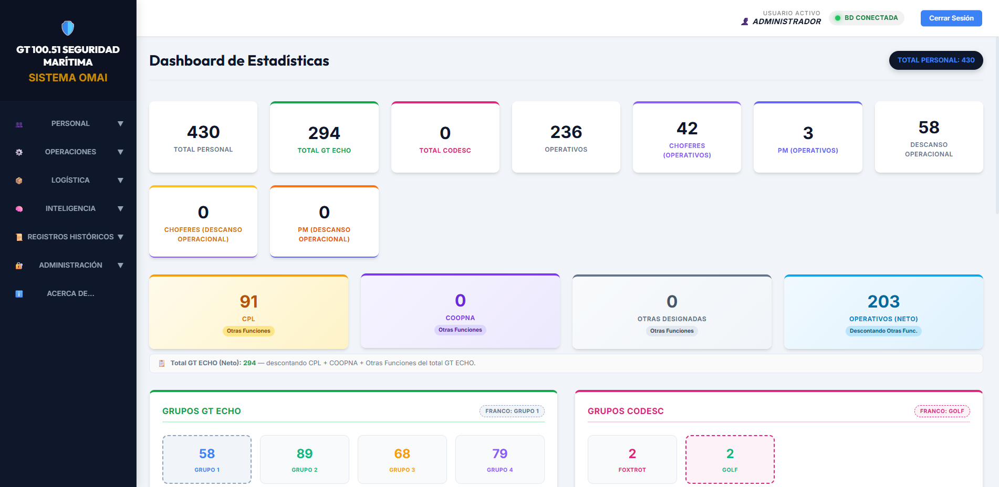 GT 100.51 SEGURIDAD
MARÍTIMA
SISTEMA OMAI
PERSONAL ▼
OPERACIONES ▼
LOGÍSTICA ▼
INTELIGENCIA ▼
REGISTROS HISTÓRICOS ▼
ADMINISTRACIÓN ▼
ACERCA DE...
USUARIO ACTIVO
ADMINISTRADOR
BD CONECTADA
Cerrar Sesión
Dashboard de Estadísticas
TOTAL PERSONAL: 430
430
TOTAL PERSONAL
294
TOTAL GT ECHO
0
TOTAL CODESC
236
OPERATIVOS
42
CHOFERES
(OPERATIVOS)
3
PM (OPERATIVOS)
58
DESCANSO
OPERACIONAL
0
CHOFERES (DESCANSO
OPERACIONAL)
0
PM (DESCANSO
OPERACIONAL)
91
CPL
Otras Funciones
0
COOPNA
Otras Funciones
0
OTRAS DESIGNADAS
Otras Funciones
203
OPERATIVOS (NETO)
Descontando Otras Func.
Total GT ECHO (Neto): 294 — descontando CPL + COOPNA + Otras Funciones del total GT ECHO.
GRUPOS GT ECHO
FRANCO: GRUPO 1
58
GRUPO 1
89
GRUPO 2
68
GRUPO 3
79
GRUPO 4
GRUPOS CODESC
FRANCO: GOLF
2
FOXTROT
2
GOLF